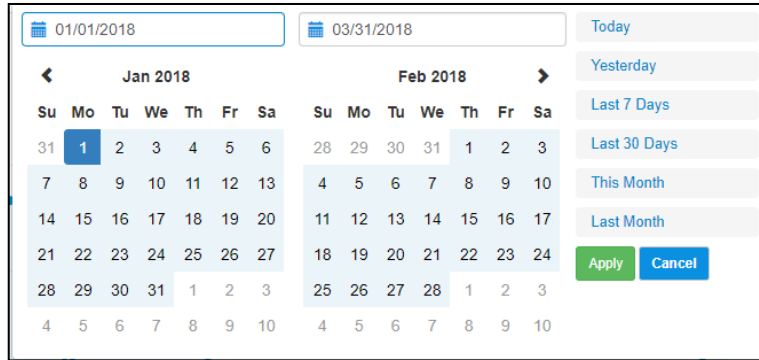 01/01/2018 03/31/2018
Jan 2018 Feb 2018
Su Mo Tu We Th Fr Sa Su Mo Tu We Th Fr Sa
31 1 2 3 4 5 6 28 29 30 31 1 2 3
7 8 9 10 11 12 13 4 5 6 7 8 9 10
14 15 16 17 18 19 20 11 12 13 14 15 16 17
21 22 23 24 25 26 27 18 19 20 21 22 23 24
28 29 30 31 1 2 3 25 26 27 28 1 2 3
4 5 6 7 8 9 10 4 5 6 7 8 9 10
Today
Yesterday
Last 7 Days
Last 30 Days
This Month
Last Month
Apply Cancel